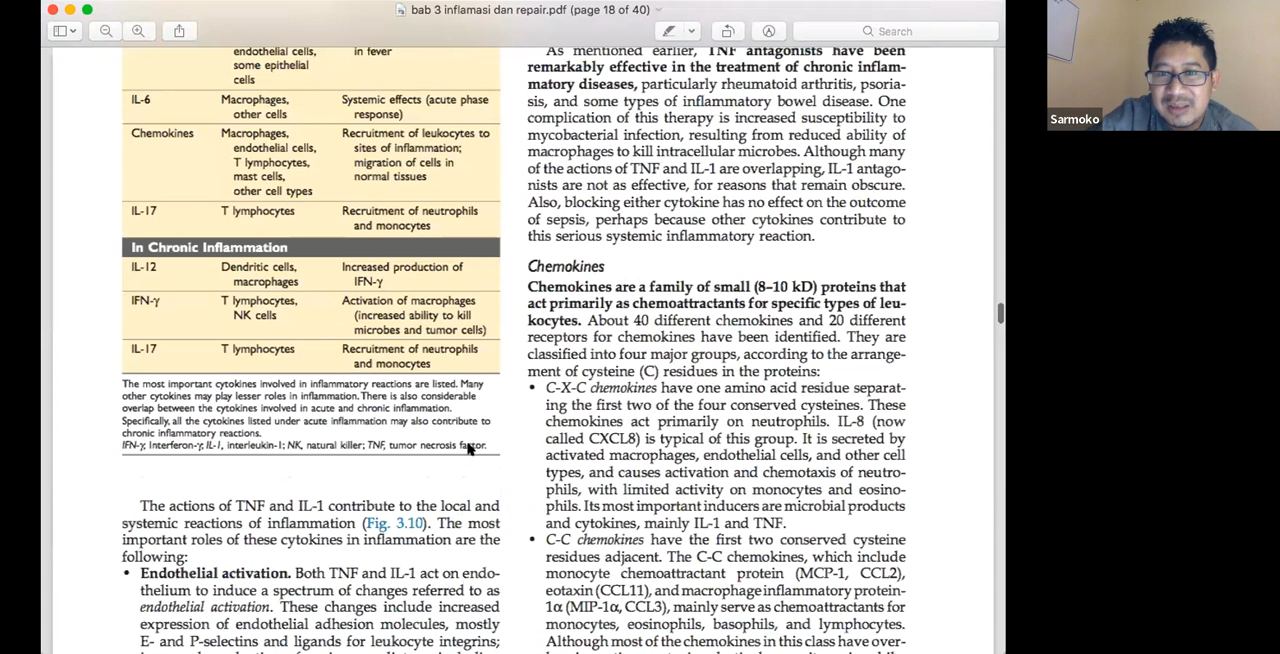 bab 3 inflamasi dan repair.pdf (page 18 of 40)
Search
endothelial cells,
some epithelial
cells
in fever
IL-6
Macrophages,
other cells
Systemic effects (acute phase
response)
Chemokines
Macrophages,
endothelial cells,
T lymphocytes,
mast cells,
other cell types
Recruitment of leukocytes to
sites of inflammation;
migration of cells in
normal tissues
IL-17
T lymphocytes
Recruitment of neutrophils
and monocytes
In Chronic Inflammation
IL-12
Dendritic cells,
macrophages
Increased production of
IFN-γ
IFN-γ
T lymphocytes,
NK cells
Activation of macrophages
(increased ability to kill
microbes and tumor cells)
IL-17
T lymphocytes
Recruitment of neutrophils
and monocytes
The most important cytokines involved in inflammatory reactions are listed. Many
other cytokines may play lesser roles in inflammation. There is also considerable
overlap between the cytokines involved in acute and chronic inflammation.
Specifically, all the cytokines listed under acute inflammation may also contribute to
chronic inflammatory reactions.
IFN-γ, Interferon-γ; IL-1, interleukin-1; NK, natural killer; TNF, tumor necrosis factor.
The actions of TNF and IL-1 contribute to the local and
systemic reactions of inflammation (Fig. 3.10). The most
important roles of these cytokines in inflammation are the
following:
• Endothelial activation. Both TNF and IL-1 act on endo-
thelium to induce a spectrum of changes referred to as
endothelial activation. These changes include increased
expression of endothelial adhesion molecules, mostly
E- and P-selectins and ligands for leukocyte integrins;
As mentioned earlier, TNF antagonists have been
remarkably effective in the treatment of chronic inflam-
matory diseases, particularly rheumatoid arthritis, psoria-
sis, and some types of inflammatory bowel disease. One
complication of this therapy is increased susceptibility to
mycobacterial infection, resulting from reduced ability of
macrophages to kill intracellular microbes. Although many
of the actions of TNF and IL-1 are overlapping, IL-1 antago-
nists are not as effective, for reasons that remain obscure.
Also, blocking either cytokine has no effect on the outcome
of sepsis, perhaps because other cytokines contribute to
this serious systemic inflammatory reaction.
Chemokines
Chemokines are a family of small (8–10 kD) proteins that
act primarily as chemoattractants for specific types of leu-
kocytes. About 40 different chemokines and 20 different
receptors for chemokines have been identified. They are
classified into four major groups, according to the arrange-
ment of cysteine (C) residues in the proteins:
• C-X-C chemokines have one amino acid residue separat-
ing the first two of the four conserved cysteines. These
chemokines act primarily on neutrophils. IL-8 (now
called CXCL8) is typical of this group. It is secreted by
activated macrophages, endothelial cells, and other cell
types, and causes activation and chemotaxis of neutro-
phils, with limited activity on monocytes and eosino-
phils. Its most important inducers are microbial products
and cytokines, mainly IL-1 and TNF.
• C-C chemokines have the first two conserved cysteine
residues adjacent. The C-C chemokines, which include
monocyte chemoattractant protein (MCP-1, CCL2),
eotaxin (CCL11), and macrophage inflammatory protein-
1α (MIP-1α, CCL3), mainly serve as chemoattractants for
monocytes, eosinophils, basophils, and lymphocytes.
Although most of the chemokines in this class have over-
Sarmoko